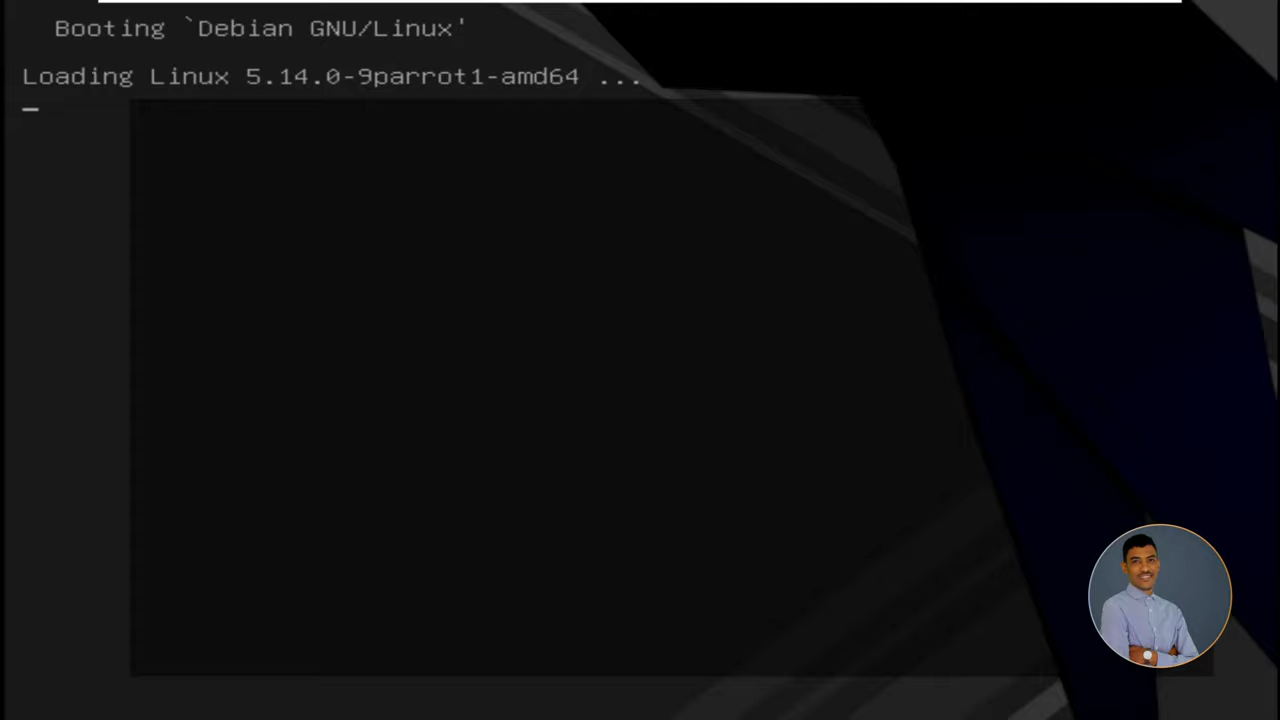 Booting `Debian GNU/Linux'
Loading Linux 5.14.0-9parrot1-amd64 ...